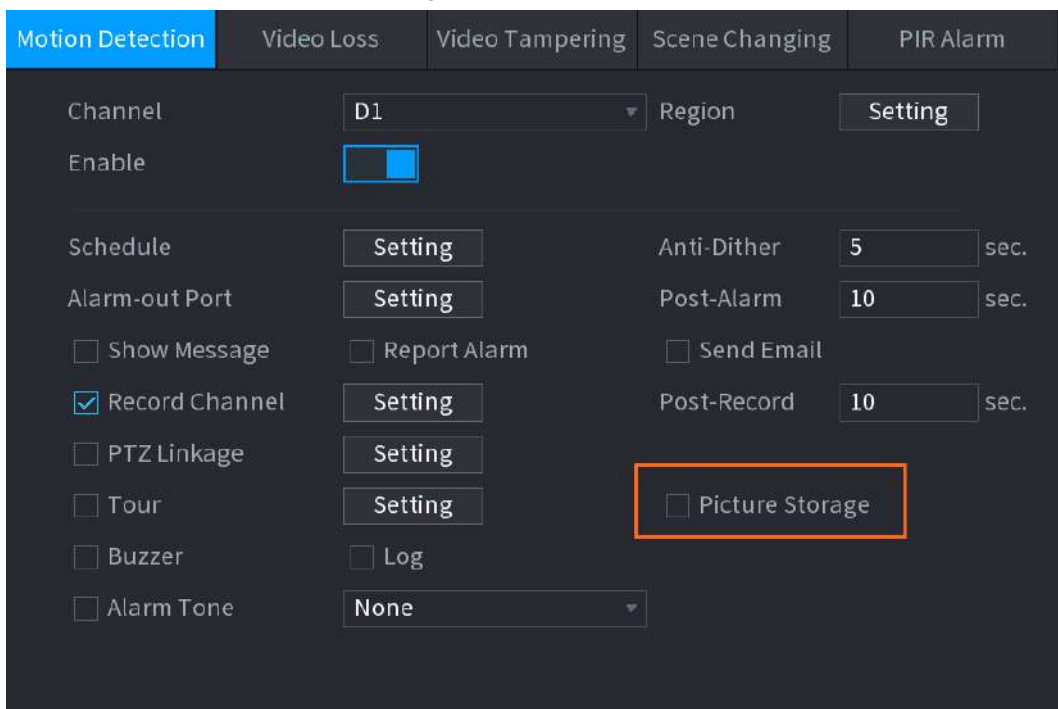 Motion Detection Video Loss Video Tampering Scene Changing PIR Alarm
Channel D1 Region Setting
Enable
Schedule Setting Anti-Dither 5 sec.
Alarm-out Port Setting Post-Alarm 10 sec.
Show Message Report Alarm Send Email
Record Channel Setting Post-Record 10 sec.
PTZ Linkage Setting
Tour Setting Picture Storage
Buzzer Log
Alarm Tone None